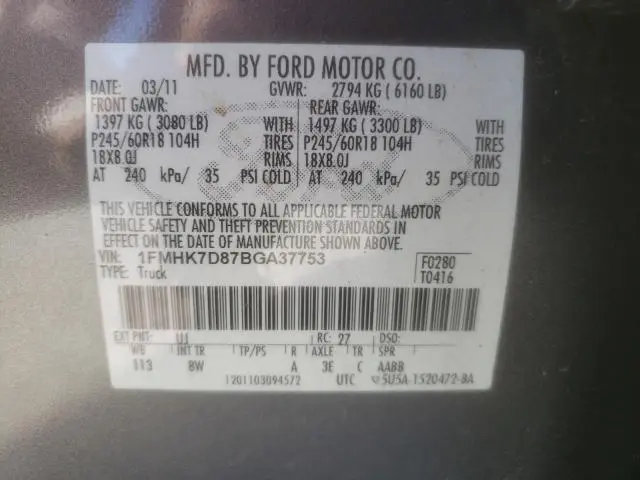 MFD. BY FORD MOTOR CO.
DATE: 03/11 GVWR: 2794 KG ( 6160 LB)
FRONT GAWR: REAR GAWR:
1397 KG ( 3080 LB) WITH 1497 KG ( 3300 LB) WITH
P245/60R18 104H TIRES P245/60R18 104H TIRES
18X8.0J RIMS 18X8.0J RIMS
AT 240 kPa/ 35 PSI COLD AT 240 kPa/ 35 PSI COLD
THIS VEHICLE CONFORMS TO ALL APPLICABLE FEDERAL MOTOR
VEHICLE SAFETY AND THEFT PREVENTION STANDARDS IN
EFFECT ON THE DATE OF MANUFACTURE SHOWN ABOVE.
VIN: 1FMHK7D87BGA37753 F0280
TYPE: Truck T0416
EXT PNT: UJ RC: 27 DSO:
WB INT TR TP/PS R AXLE TR SPR
113 8W A 3E C AABB
1201103094572 UTC 5U5A-1520472-BA